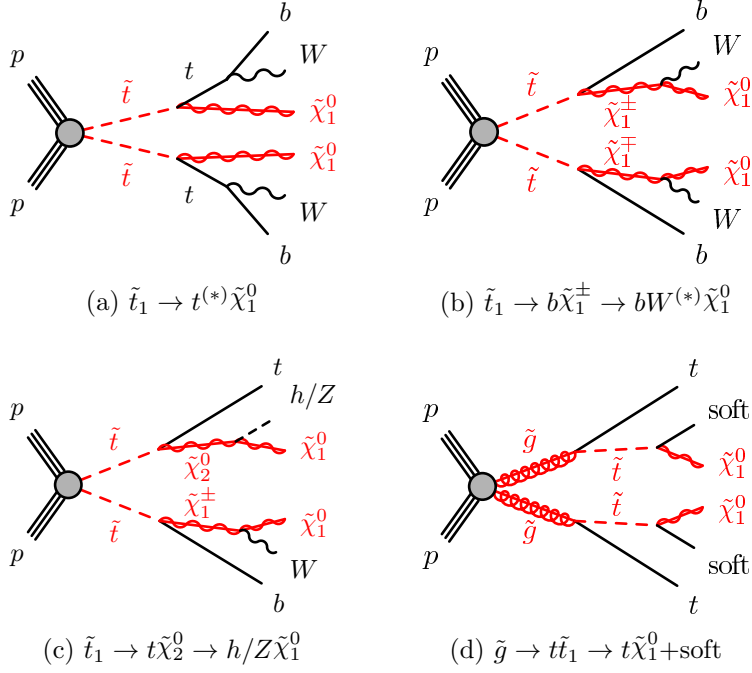 b
W
p
t
t̃
χ̃₁⁰
χ̃₁⁰
t̃
t
p
W
b
(a) t̃₁ → t⁽*⁾χ̃₁⁰
b
W
p
t̃
χ̃₁⁰
χ̃₁±
χ̃₁∓
t̃
χ̃₁⁰
p
W
b
(b) t̃₁ → bχ̃₁± → bW⁽*⁾χ̃₁⁰
t
h/Z
p
t̃
χ̃₁⁰
χ̃₂⁰
χ̃₁±
χ̃₁⁰
t̃
p
W
b
(c) t̃₁ → tχ̃₂⁰ → h/Zχ̃₁⁰
t
soft
p
g̃
χ̃₁⁰
t̃
t̃
χ̃₁⁰
g̃
p
soft
t
(d) g̃ → tt̃₁ → tχ̃₁⁰+soft